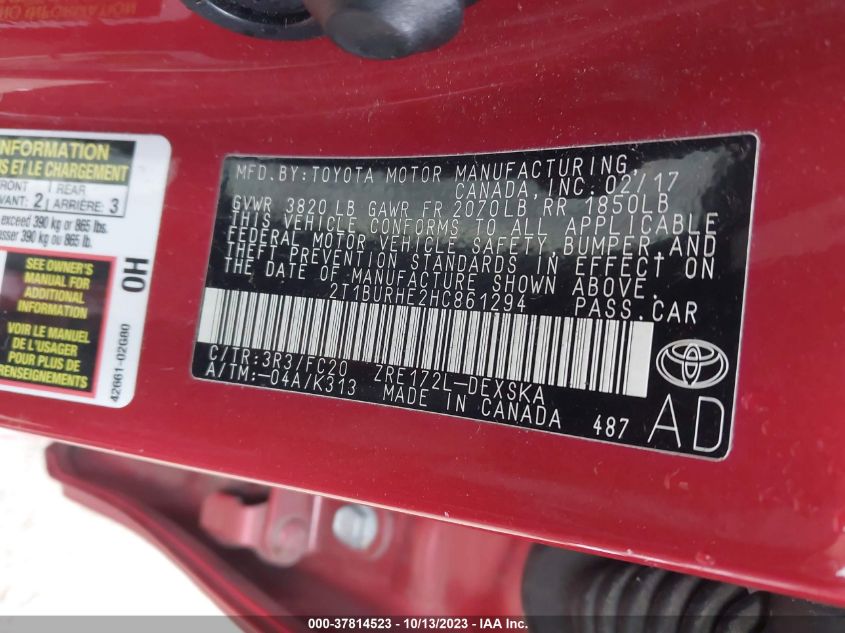 INFORMATION
S ET LE CHARGEMENT
FRONT REAR
AVANT: 2 ARRIÈRE: 3
exceed 390 kg or 865 lbs.
asser 390 kg ou 865 lb.
SEE OWNER'S
MANUAL FOR
ADDITIONAL
INFORMATION
VOIR LE MANUEL
DE L'USAGER
POUR PLUS DE
RENSEIGNEMENTS
OH
42661-02G80
MFD.BY:TOYOTA MOTOR MANUFACTURING,
CANADA, INC. 02/17
GVWR 3820 LB GAWR FR 2070LB RR 1850LB
THIS VEHICLE CONFORMS TO ALL APPLICABLE
FEDERAL MOTOR VEHICLE SAFETY, BUMPER, AND
THEFT PREVENTION STANDARDS IN EFFECT ON
THE DATE OF MANUFACTURE SHOWN ABOVE.
2T1BURHE2HC861294 PASS.CAR
C/TR:3R3/FC20 ZRE172L-DEXSKA
A/TM:-04A/K313 MADE IN CANADA 487
AD
000-37814523 - 10/13/2023 - IAA Inc.